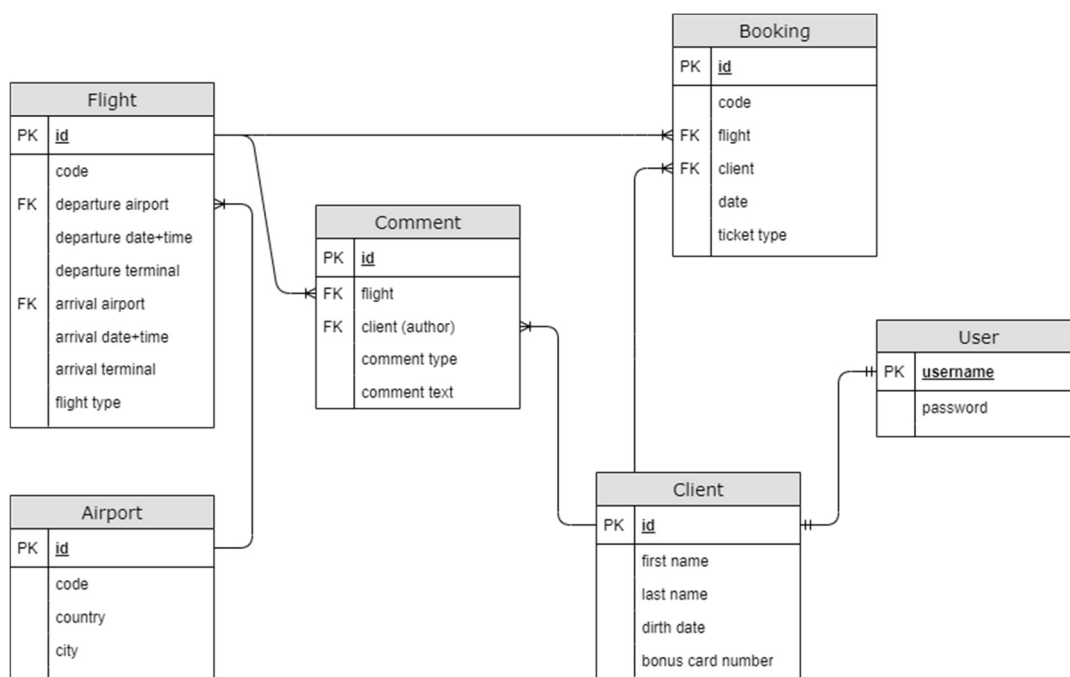 Booking
PK id
code
FK flight
FK client
date
ticket type
Flight
PK id
code
FK departure airport
departure date+time
departure terminal
FK arrival airport
arrival date+time
arrival terminal
flight type
Comment
PK id
FK flight
FK client (author)
comment type
comment text
User
PK username
password
Client
PK id
first name
last name
dirth date
bonus card number
Airport
PK id
code
country
city